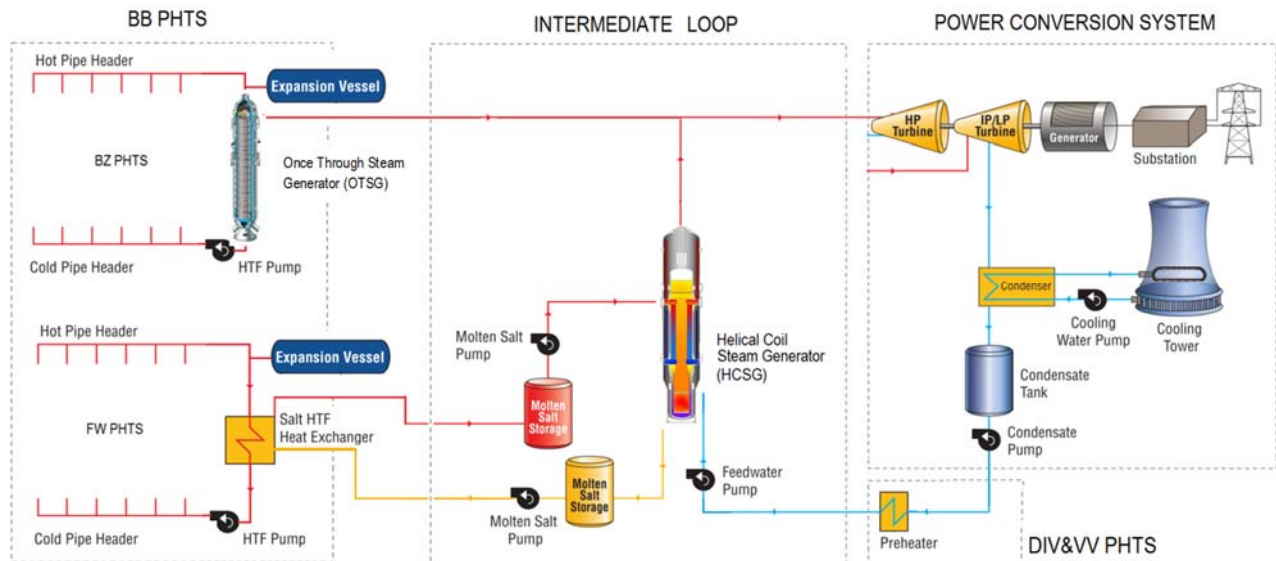 BB PHTS
INTERMEDIATE LOOP
POWER CONVERSION SYSTEM
Hot Pipe Header
Expansion Vessel
BZ PHTS
Once Through Steam
Generator (OTSG)
Cold Pipe Header
HTF Pump
Hot Pipe Header
Expansion Vessel
FW PHTS
Salt HTF
Heat Exchanger
Cold Pipe Header
HTF Pump
Molten Salt
Pump
Molten
Salt
Storage
Helical Coil
Steam Generator
(HCSG)
Molten
Salt
Storage
Molten Salt
Pump
Feedwater
Pump
HP
Turbine
IP/LP
Turbine
Generator
Substation
Condenser
Cooling
Water Pump
Cooling
Tower
Condensate
Tank
Condensate
Pump
Preheater
DIV&VV PHTS